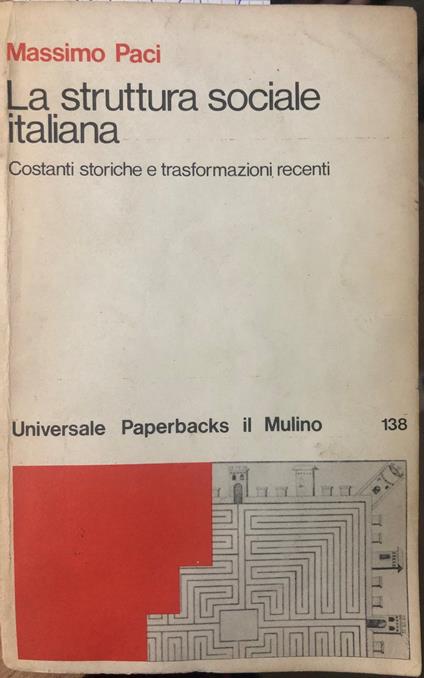 Massimo Paci
La struttura sociale
italiana
Costanti storiche e trasformazioni recenti
Universale Paperbacks il Mulino 138